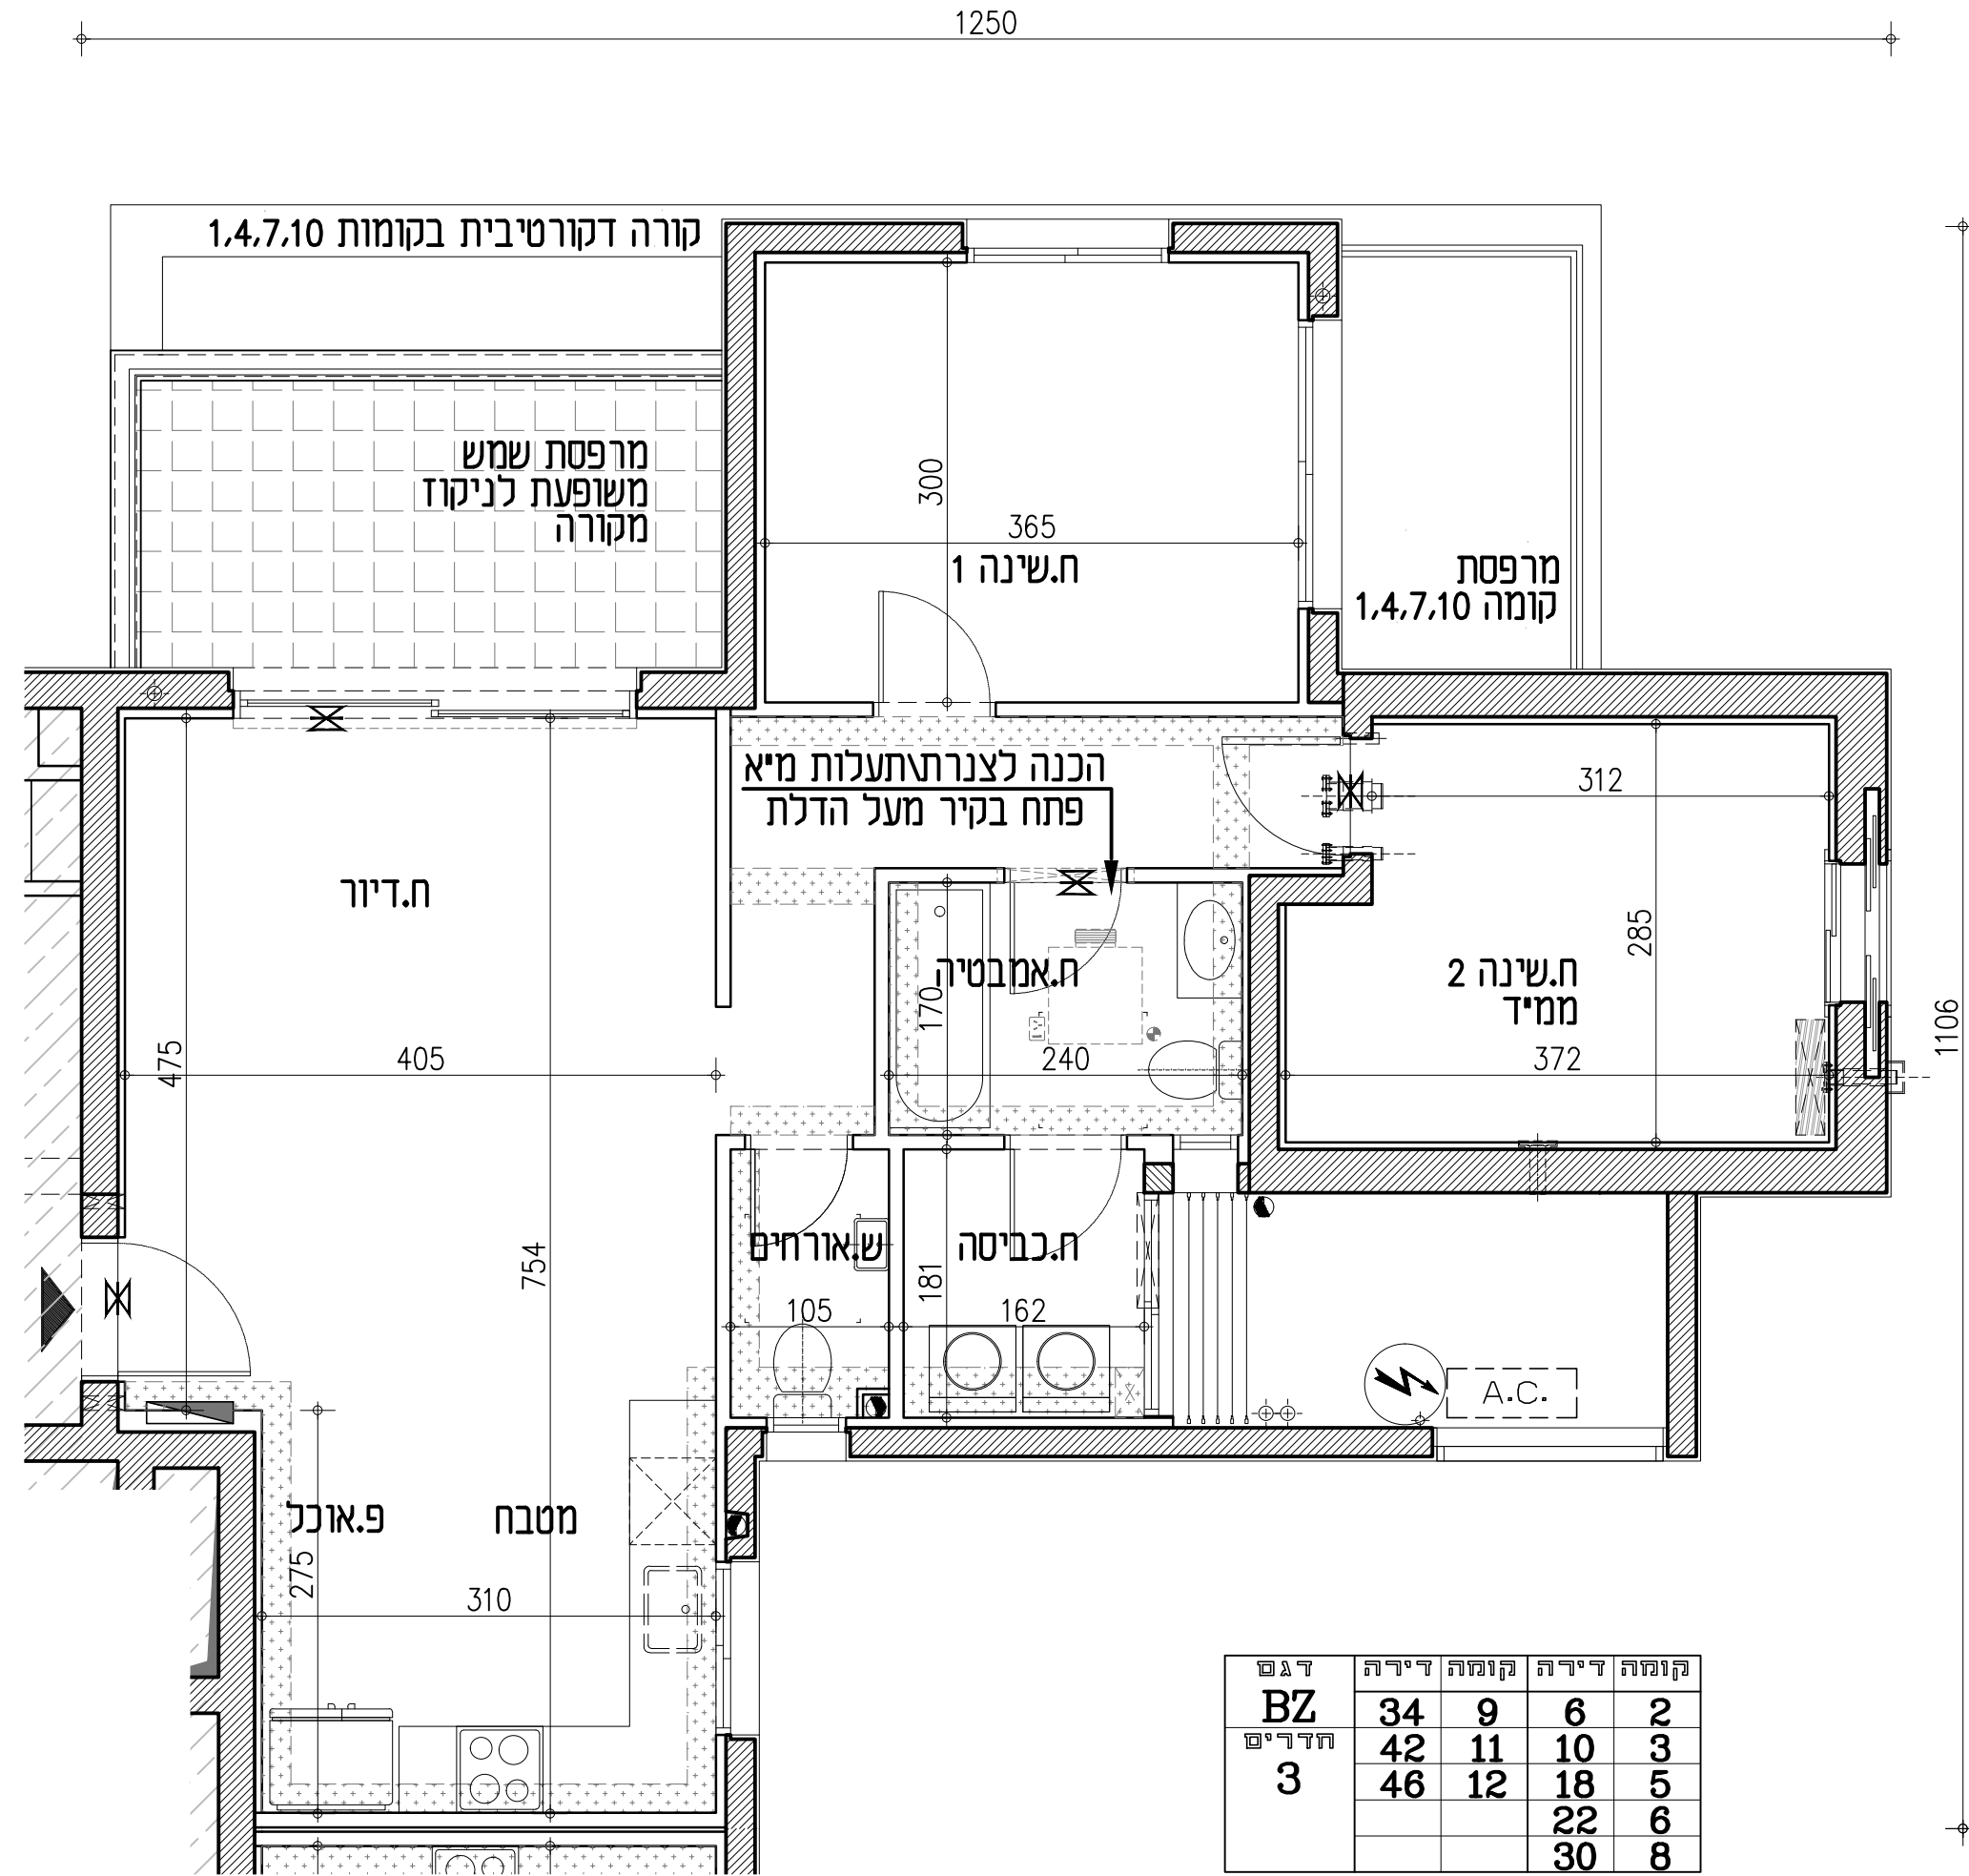 1250
קורה דקורטיבית בקומות 1,4,7,10
מרפסת שמש
משופעת לניקוז
מקורה
300
365
ח.שינה 1
מרפסת
קומה 1,4,7,10
הכנה לצנרת\תעלות מ"א
פתח בקיר מעל הדלת
312
ח.דיור
285
ח.שינה 2
ממ"ד
372
ח.אמבטיה
170
240
475
405
1106
754
ש.אורחים
ח.כביסה
181
105
162
A.C.
פ.אוכל
מטבח
275
310
קומה דירה קומה דירה דגם
2 6 9 34 BZ
3 10 11 42 חדרים
5 18 12 46 3
6 22
8 30